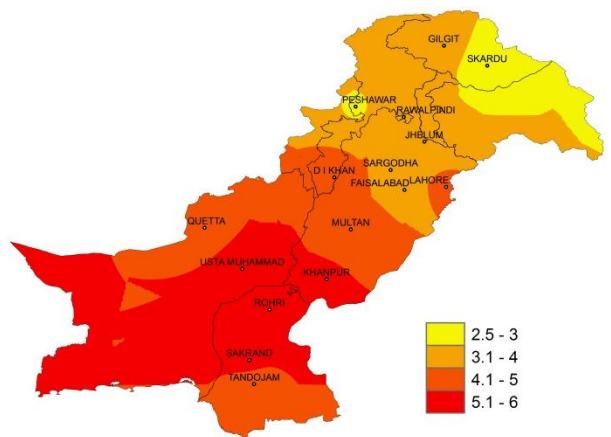 GILGIT
SKARDU
PESHAWAR
RAWALPINDI
JHELUM
SARGODHA
D I KHAN
FAISALABAD
LAHORE
QUETTA
MULTAN
USTA MUHAMMAD
KHANPUR
ROHRI
SAKRAND
TANDOJAM
2.5 - 3
3.1 - 4
4.1 - 5
5.1 - 6